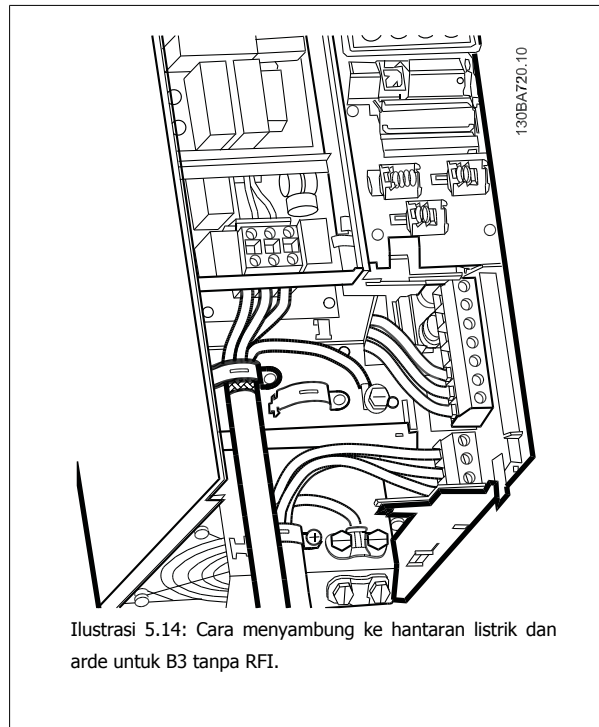 130BA720.10
Ilustrasi 5.14: Cara menyambung ke hantaran listrik dan
arde untuk B3 tanpa RFI.